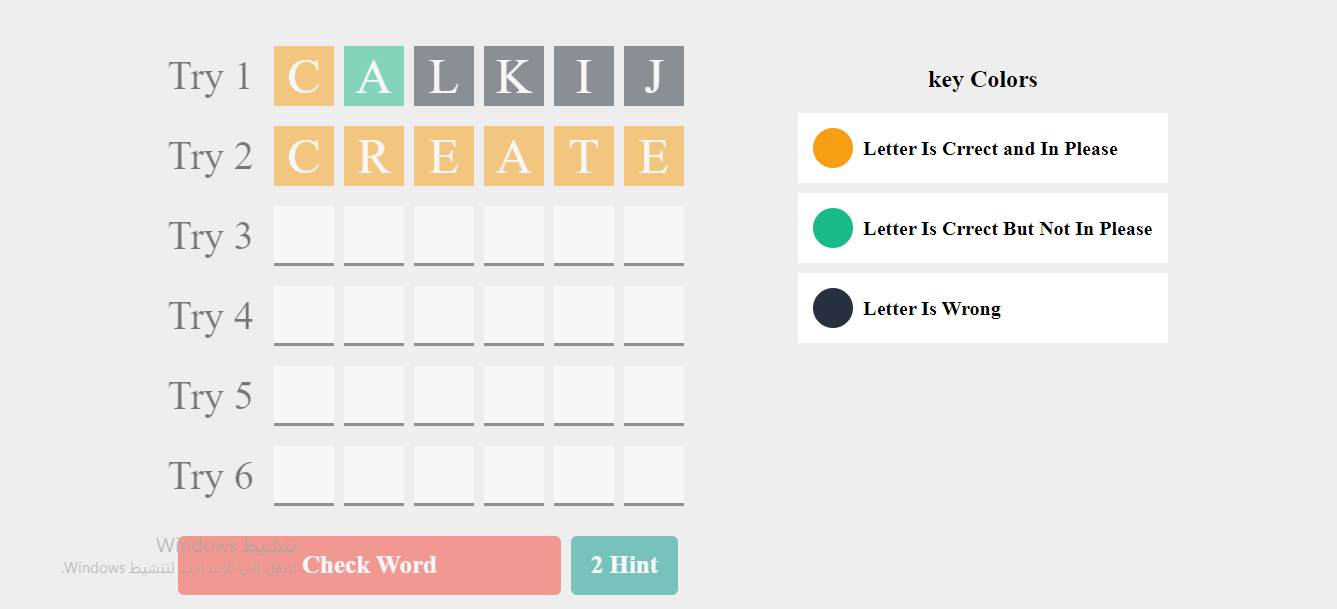 Try 1 C A L K I J
Try 2 C R E A T E
Try 3
Try 4
Try 5
Try 6
Check Word 2 Hint
key Colors
Letter Is Crrect and In Please
Letter Is Crrect But Not In Please
Letter Is Wrong
تنشيط Windows
انتقل إلى الإعدادات لتنشيط Windows.